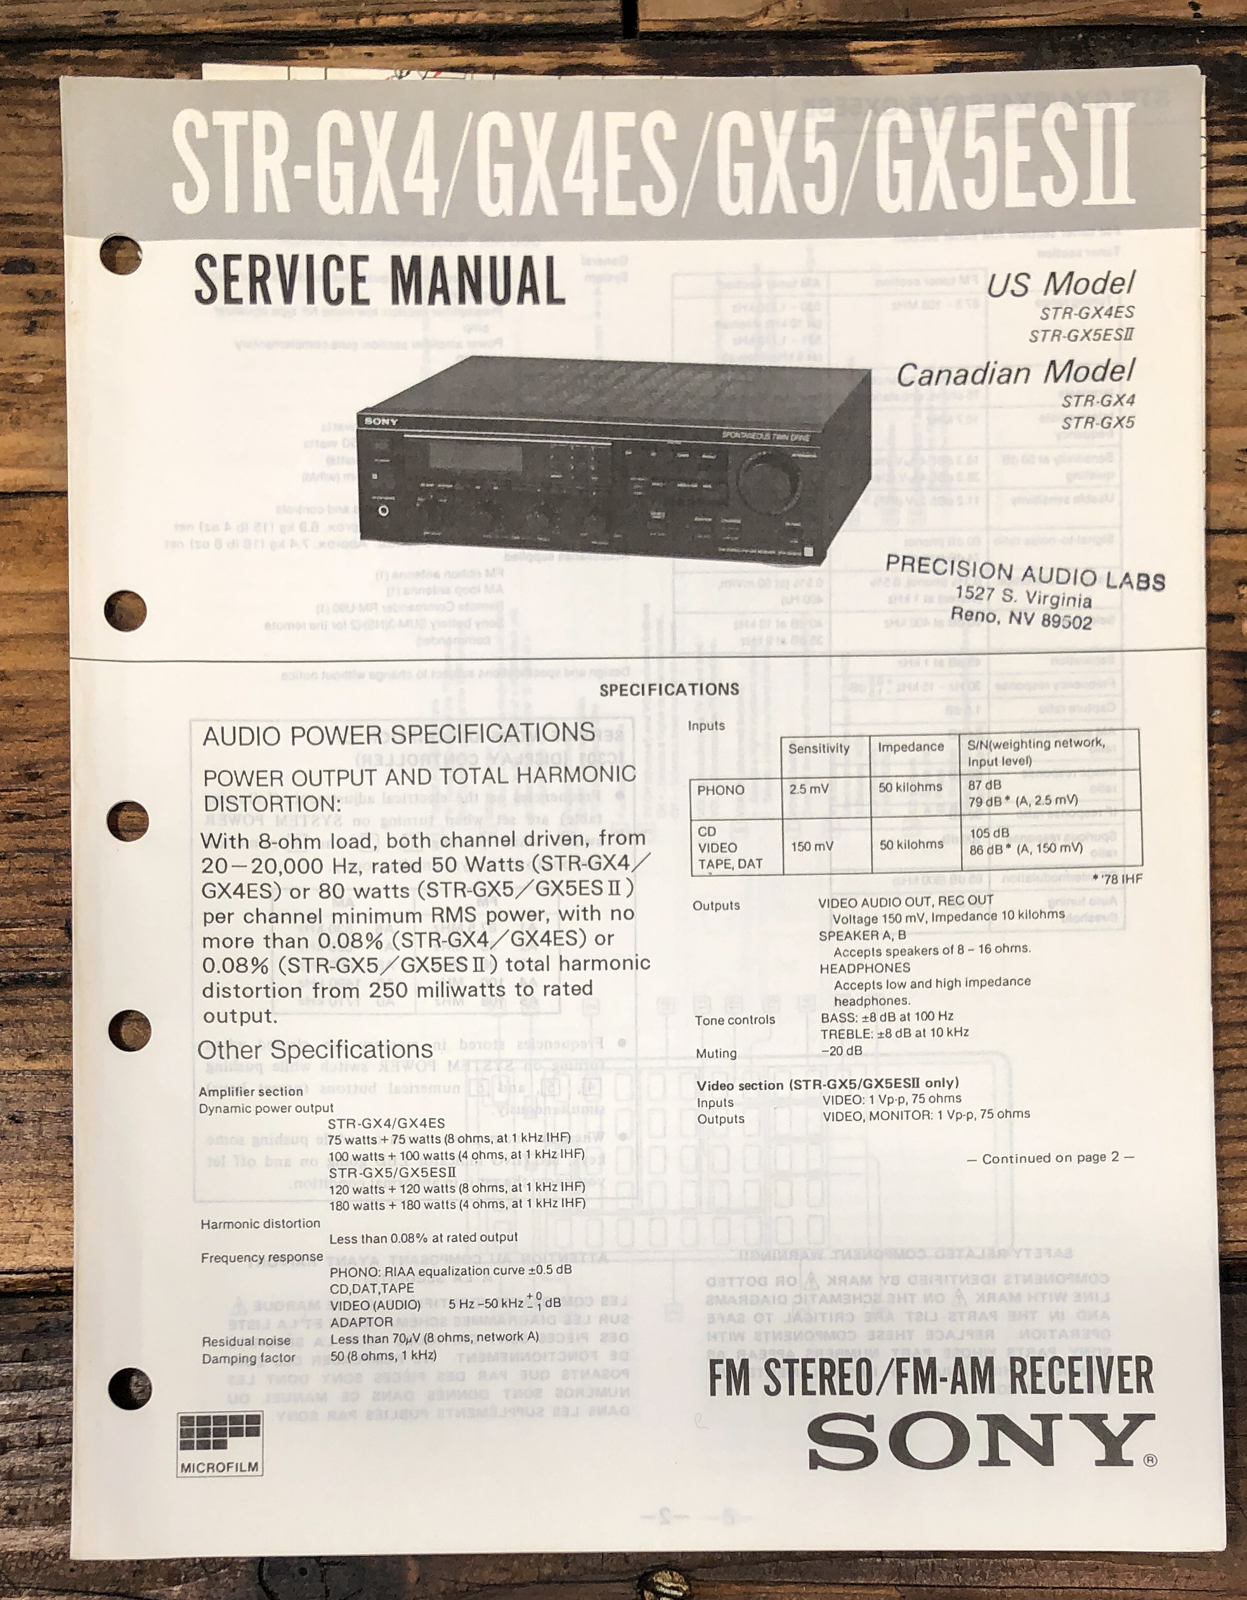 STR-GX4/GX4ES/GX5/GX5ESII
SERVICE MANUAL
US Model
STR-GX4ES
STR-GX5ESII
Canadian Model
STR-GX4
STR-GX5
SONY
SPONTANEOUS TWIN DRIVE
PRECISION AUDIO LABS
1527 S. Virginia
Reno, NV 89502
SPECIFICATIONS
AUDIO POWER SPECIFICATIONS
POWER OUTPUT AND TOTAL HARMONIC
DISTORTION:
With 8-ohm load, both channel driven, from
20—20,000 Hz, rated 50 Watts (STR-GX4/
GX4ES) or 80 watts (STR-GX5/GX5ESII)
per channel minimum RMS power, with no
more than 0.08% (STR-GX4/GX4ES) or
0.08% (STR-GX5/GX5ESII) total harmonic
distortion from 250 miliwatts to rated
output.
Other Specifications
Amplifier section
Dynamic power output
STR-GX4/GX4ES
75 watts + 75 watts (8 ohms, at 1 kHz IHF)
100 watts + 100 watts (4 ohms, at 1 kHz IHF)
STR-GX5/GX5ESII
120 watts + 120 watts (8 ohms, at 1 kHz IHF)
180 watts + 180 watts (4 ohms, at 1 kHz IHF)
Harmonic distortion
Less than 0.08% at rated output
Frequency response
PHONO: RIAA equalization curve ±0.5 dB
CD,DAT,TAPE
VIDEO (AUDIO) 5 Hz–50 kHz +0 −1 dB
ADAPTOR
Residual noise Less than 70µV (8 ohms, network A)
Damping factor 50 (8 ohms, 1 kHz)
MICROFILM
Inputs
Sensitivity Impedance S/N(weighting network,
Input level)
PHONO 2.5 mV 50 kilohms 87 dB
79 dB* (A, 2.5 mV)
CD
VIDEO
TAPE, DAT 150 mV 50 kilohms 105 dB
86 dB* (A, 150 mV)
* '78 IHF
Outputs VIDEO AUDIO OUT, REC OUT
Voltage 150 mV, Impedance 10 kilohms
SPEAKER A, B
Accepts speakers of 8 – 16 ohms.
HEADPHONES
Accepts low and high impedance
headphones.
Tone controls BASS: ±8 dB at 100 Hz
TREBLE: ±8 dB at 10 kHz
Muting −20 dB
Video section (STR-GX5/GX5ESII only)
Inputs VIDEO: 1 Vp-p, 75 ohms
Outputs VIDEO, MONITOR: 1 Vp-p, 75 ohms
— Continued on page 2 —
FM STEREO/FM-AM RECEIVER
SONY®